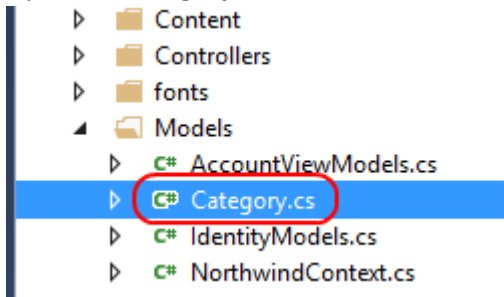 Content
Controllers
fonts
Models
C# AccountViewModels.cs
C# Category.cs
C# IdentityModels.cs
C# NorthwindContext.cs